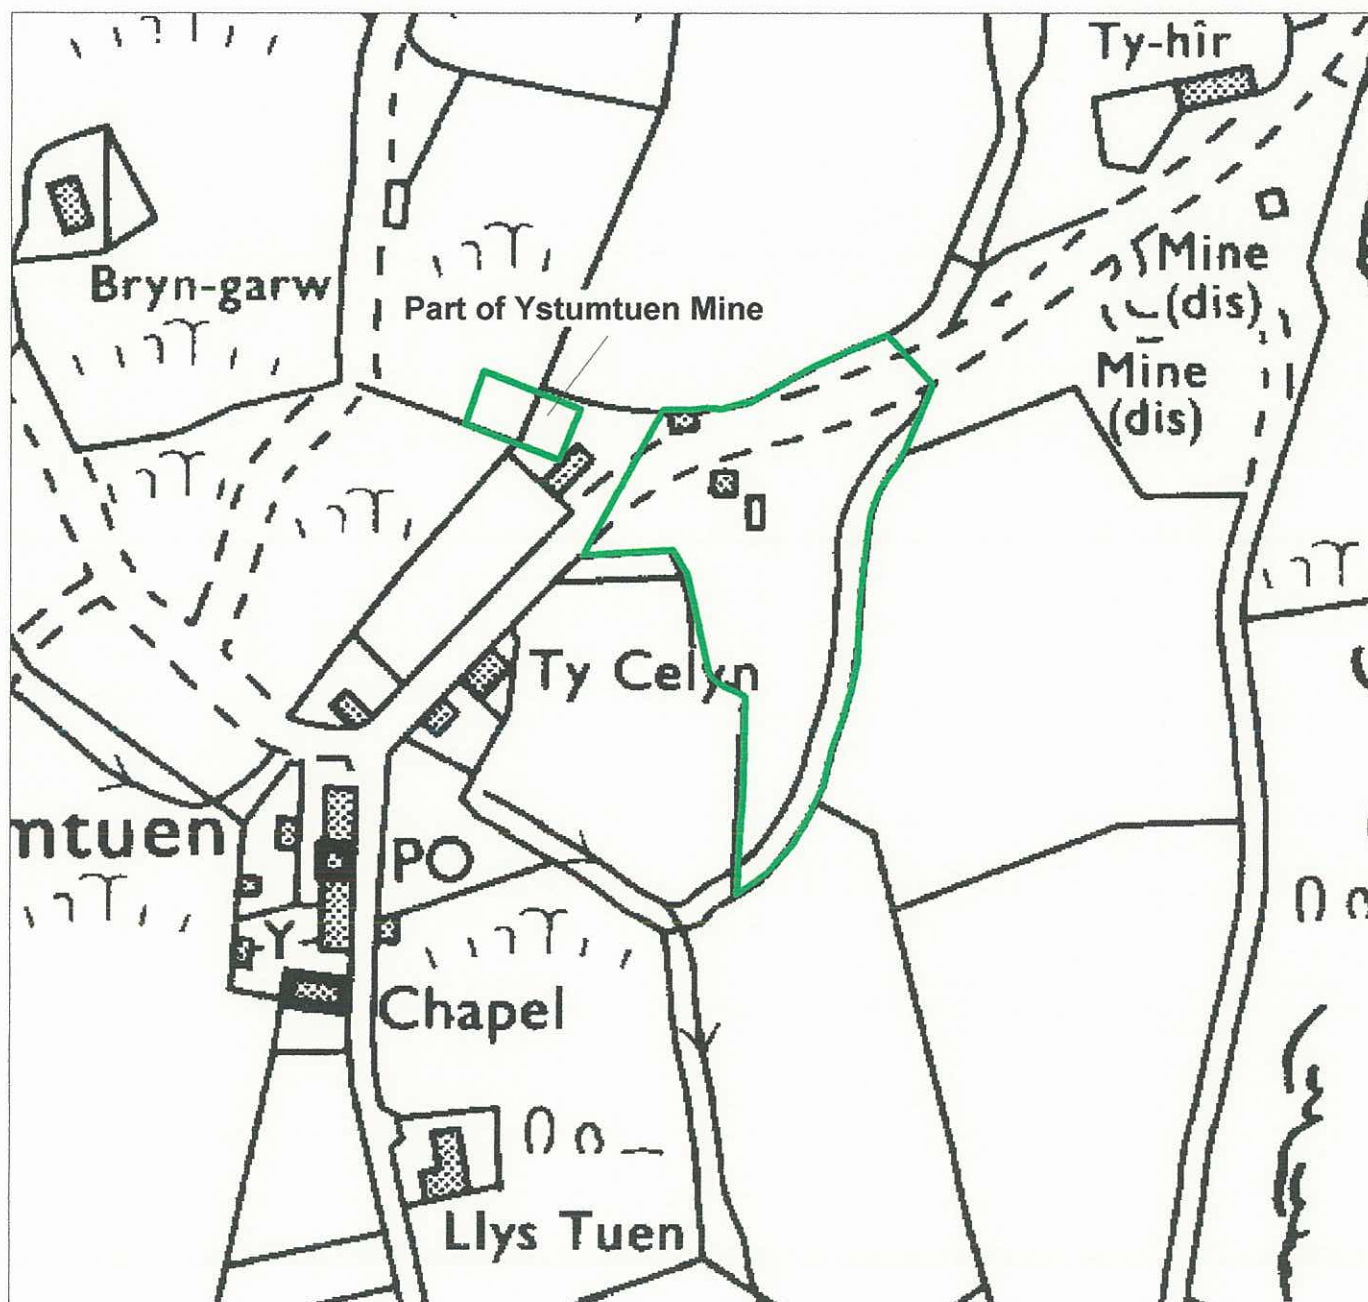 Ty-hîr
Bryn-garw
Mine
(dis)
Part of Ystumtuen Mine
Mine
(dis)
Ty Celyn
mtuen
PO
Chapel
Llys Tuen